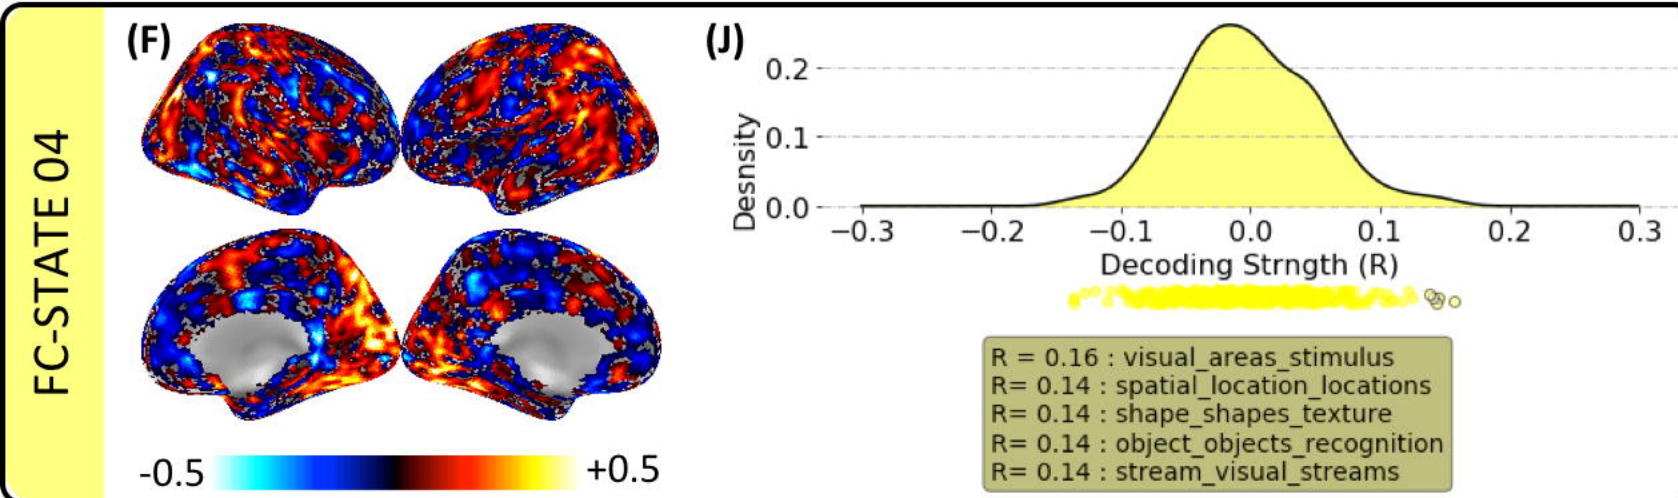 FC-STATE 04
(F)
-0.5
+0.5
(J)
Desnsity
0.2
0.1
0.0
−0.3 −0.2 −0.1 0.0 0.1 0.2 0.3
Decoding Strngth (R)
R = 0.16 : visual_areas_stimulus
R= 0.14 : spatial_location_locations
R= 0.14 : shape_shapes_texture
R= 0.14 : object_objects_recognition
R= 0.14 : stream_visual_streams